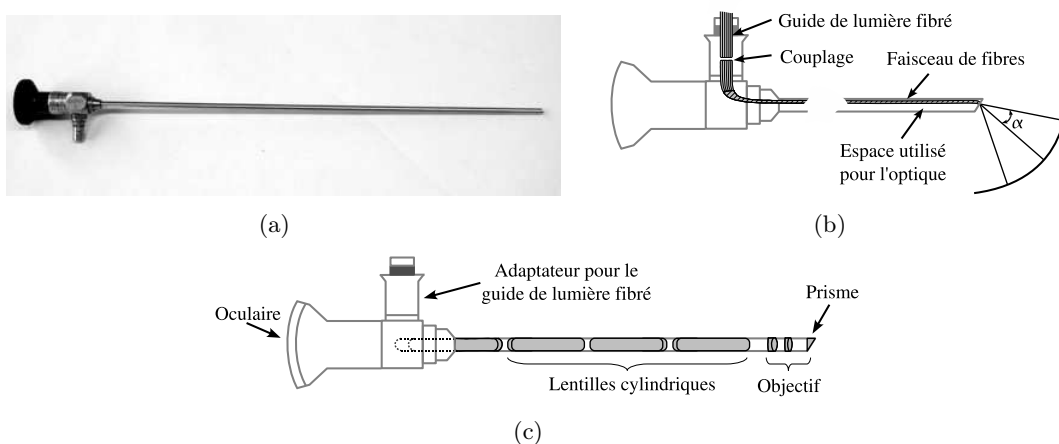 Guide de lumière fibré
Couplage
Faisceau de fibres
α
Espace utilisé
pour l'optique
(a)
(b)
Adaptateur pour le
guide de lumière fibré
Oculaire
Prisme
Lentilles cylindriques
Objectif
(c)